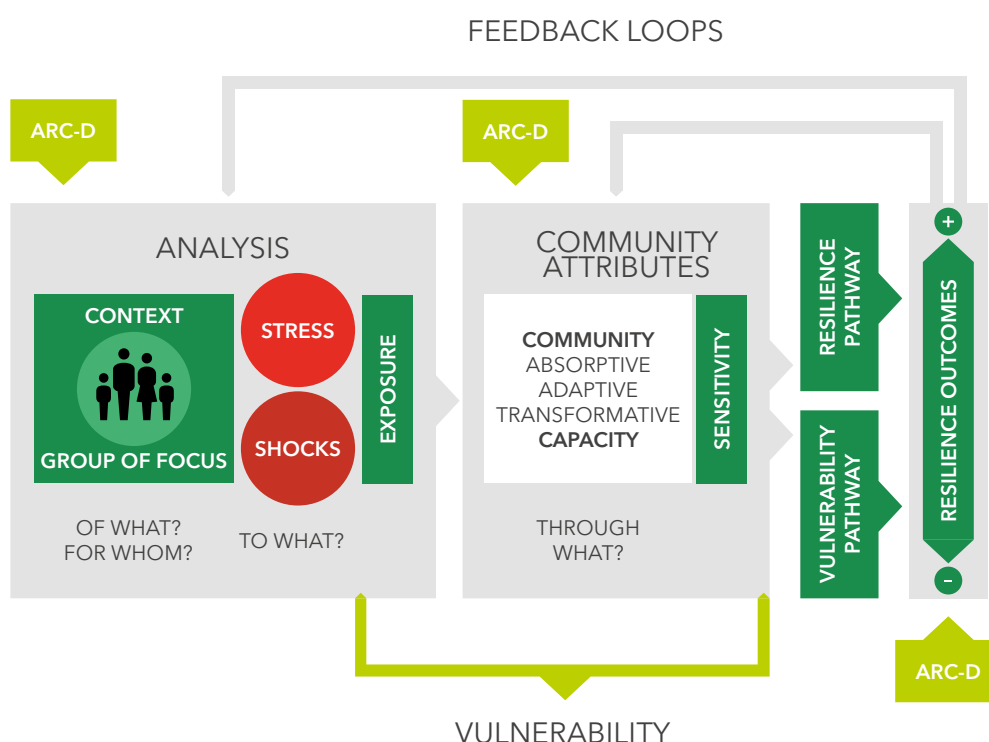 FEEDBACK LOOPS
ARC-D
ARC-D
ANALYSIS
CONTEXT
GROUP OF FOCUS
STRESS
SHOCKS
EXPOSURE
OF WHAT?
FOR WHOM?
TO WHAT?
COMMUNITY
ATTRIBUTES
COMMUNITY
ABSORPTIVE
ADAPTIVE
TRANSFORMATIVE
CAPACITY
SENSITIVITY
THROUGH
WHAT?
RESILIENCE
PATHWAY
VULNERABILITY
PATHWAY
+
RESILIENCE OUTCOMES
-
ARC-D
VULNERABILITY